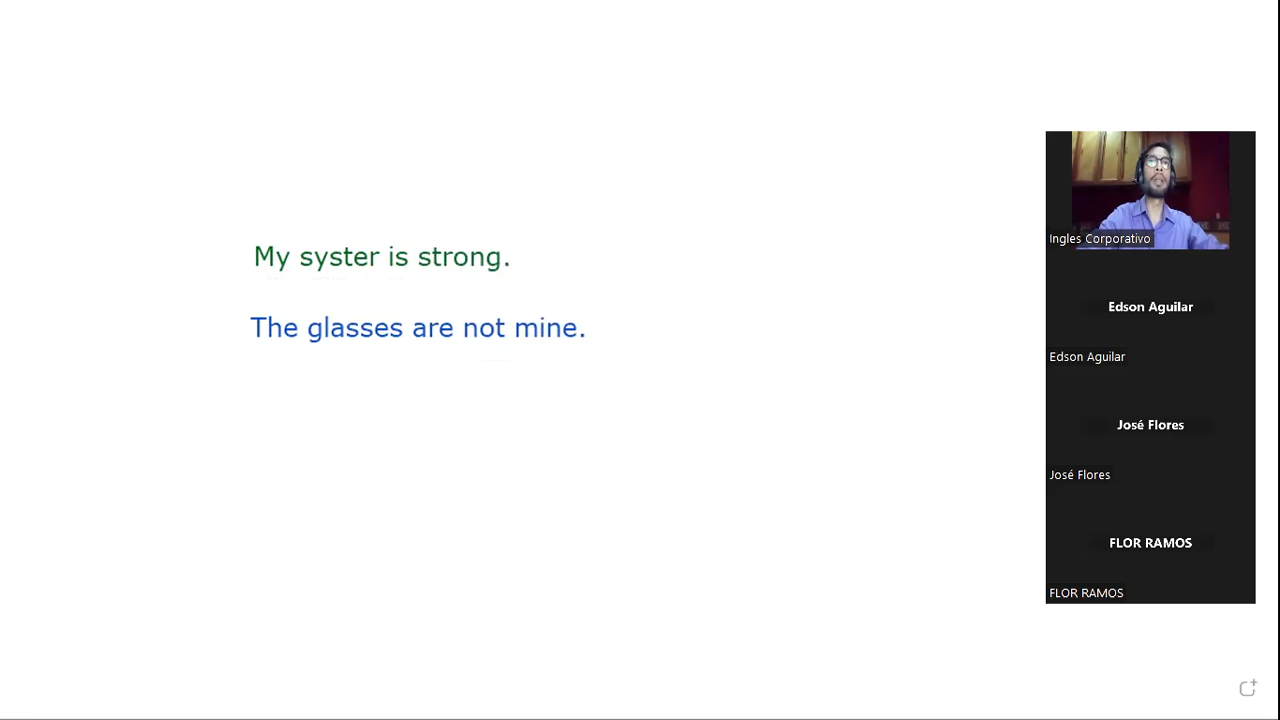 My syster is strong.
The glasses are not mine.
Ingles Corporativo
Edson Aguilar
Edson Aguilar
José Flores
José Flores
FLOR RAMOS
FLOR RAMOS